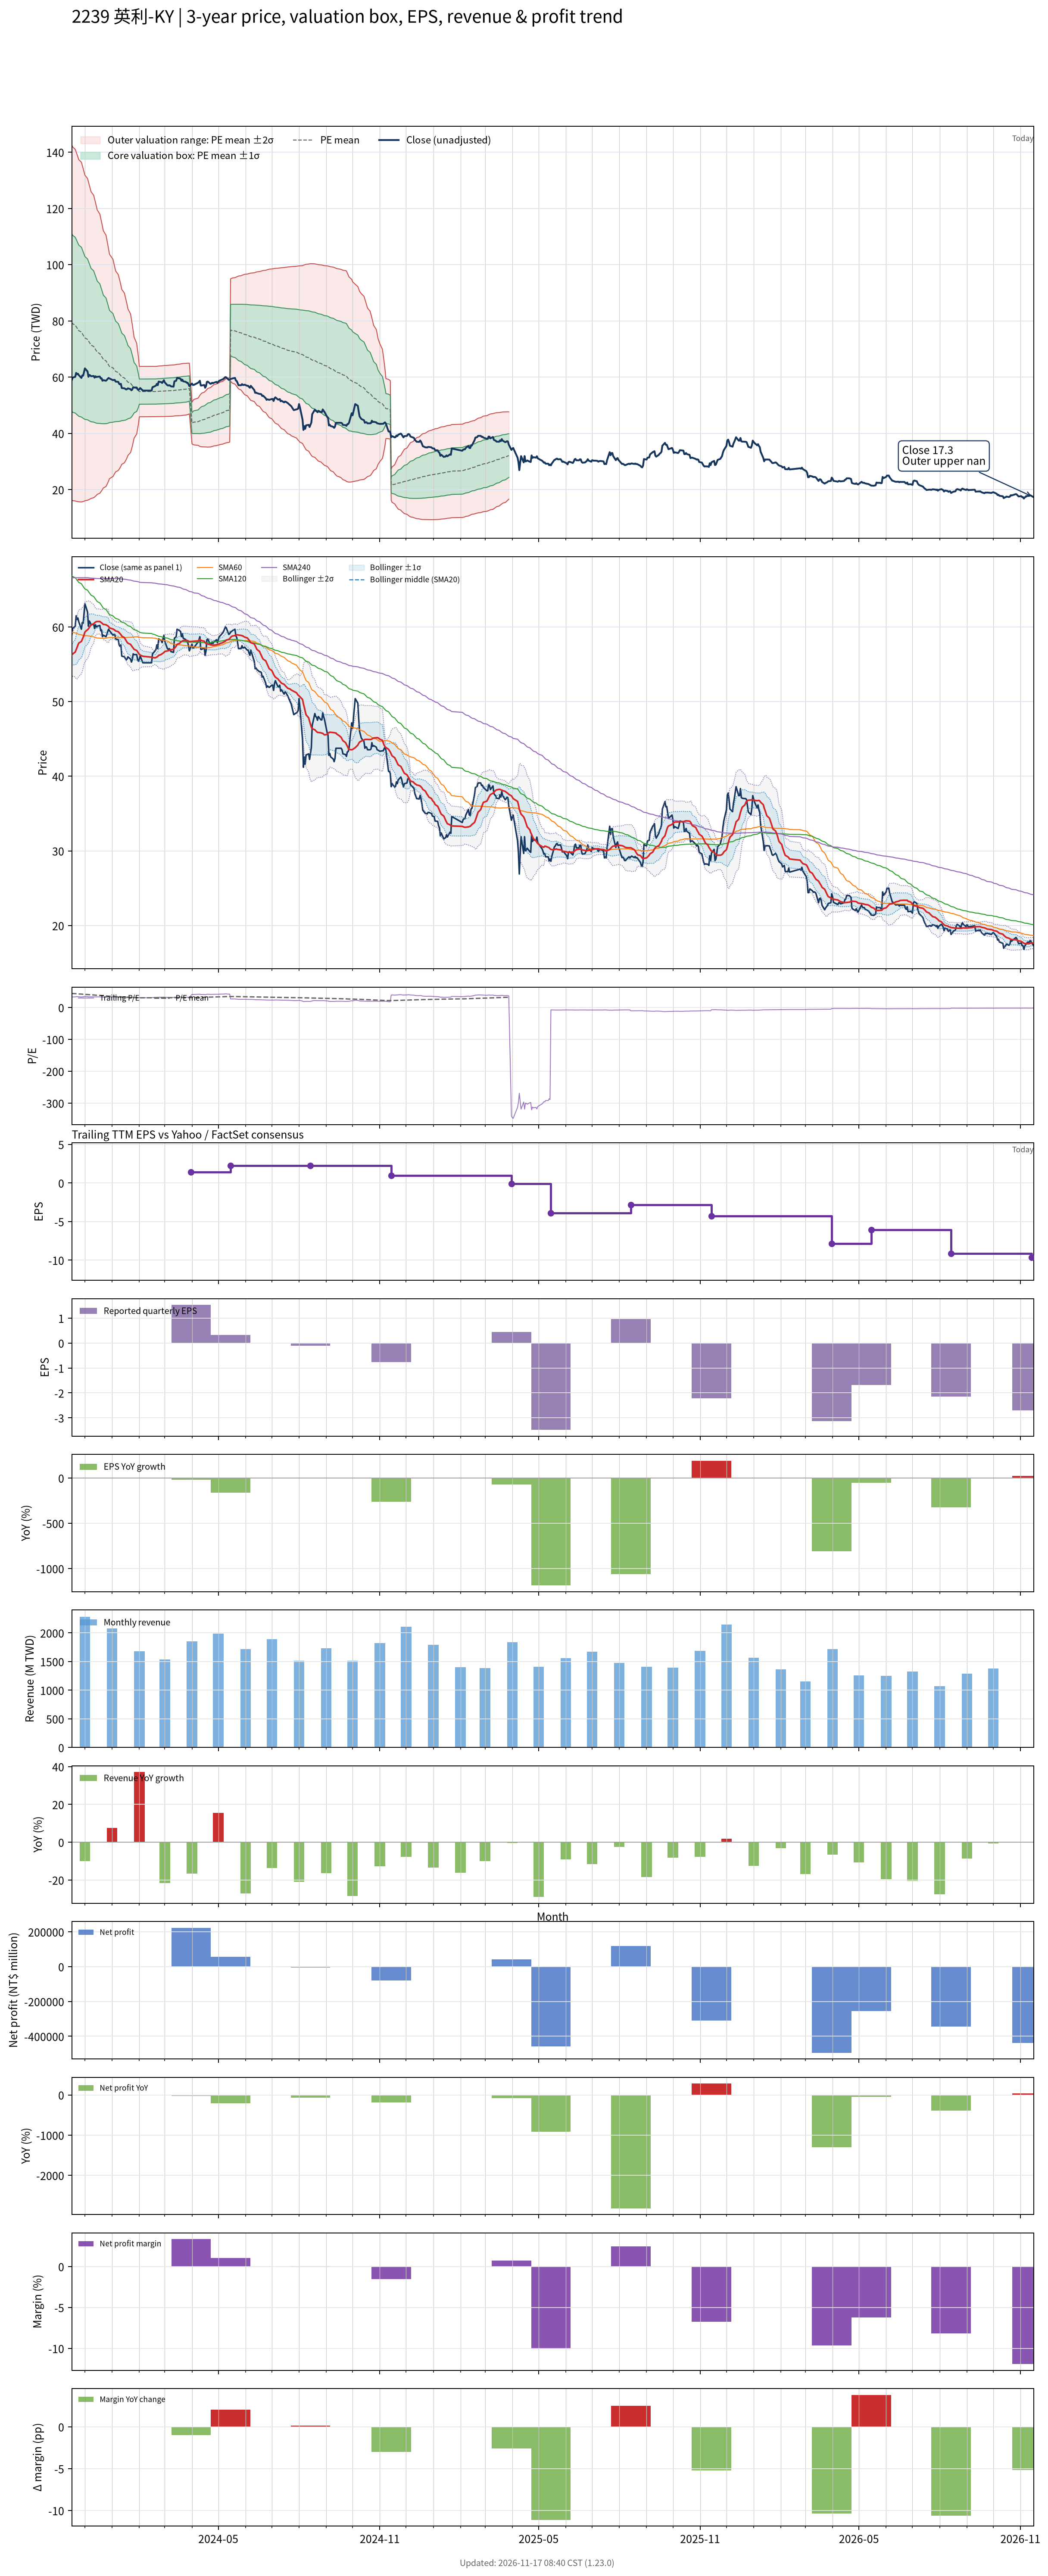 2239 英利-KY | 3-year price, valuation box, EPS, revenue & profit trend
Outer valuation range: PE mean ±2σ
PE mean
Close (unadjusted)
Core valuation box: PE mean ±1σ
Today
140
120
100
80
60
40
20
Price (TWD)
Close 17.3
Outer upper nan
Close (same as panel 1)
SMA20
SMA60
SMA120
SMA240
Bollinger ±2σ
Bollinger ±1σ
Bollinger middle (SMA20)
60
50
40
30
20
Price
Trailing P/E
P/E mean
0
-100
-200
-300
P/E
Trailing TTM EPS vs Yahoo / FactSet consensus
Today
5
0
-5
-10
EPS
Reported quarterly EPS
1
0
-1
-2
-3
EPS
EPS YoY growth
0
-500
-1000
YoY (%)
Monthly revenue
2000
1500
1000
500
0
Revenue (M TWD)
Revenue YoY growth
40
20
0
-20
YoY (%)
Month
Net profit
200000
0
-200000
-400000
Net profit (NT$ million)
Net profit YoY
0
-1000
-2000
YoY (%)
Net profit margin
0
-5
-10
Margin (%)
Margin YoY change
0
-5
-10
Δ margin (pp)
2024-05
2024-11
2025-05
2025-11
2026-05
2026-11
Updated: 2026-11-17 08:40 CST (1.23.0)